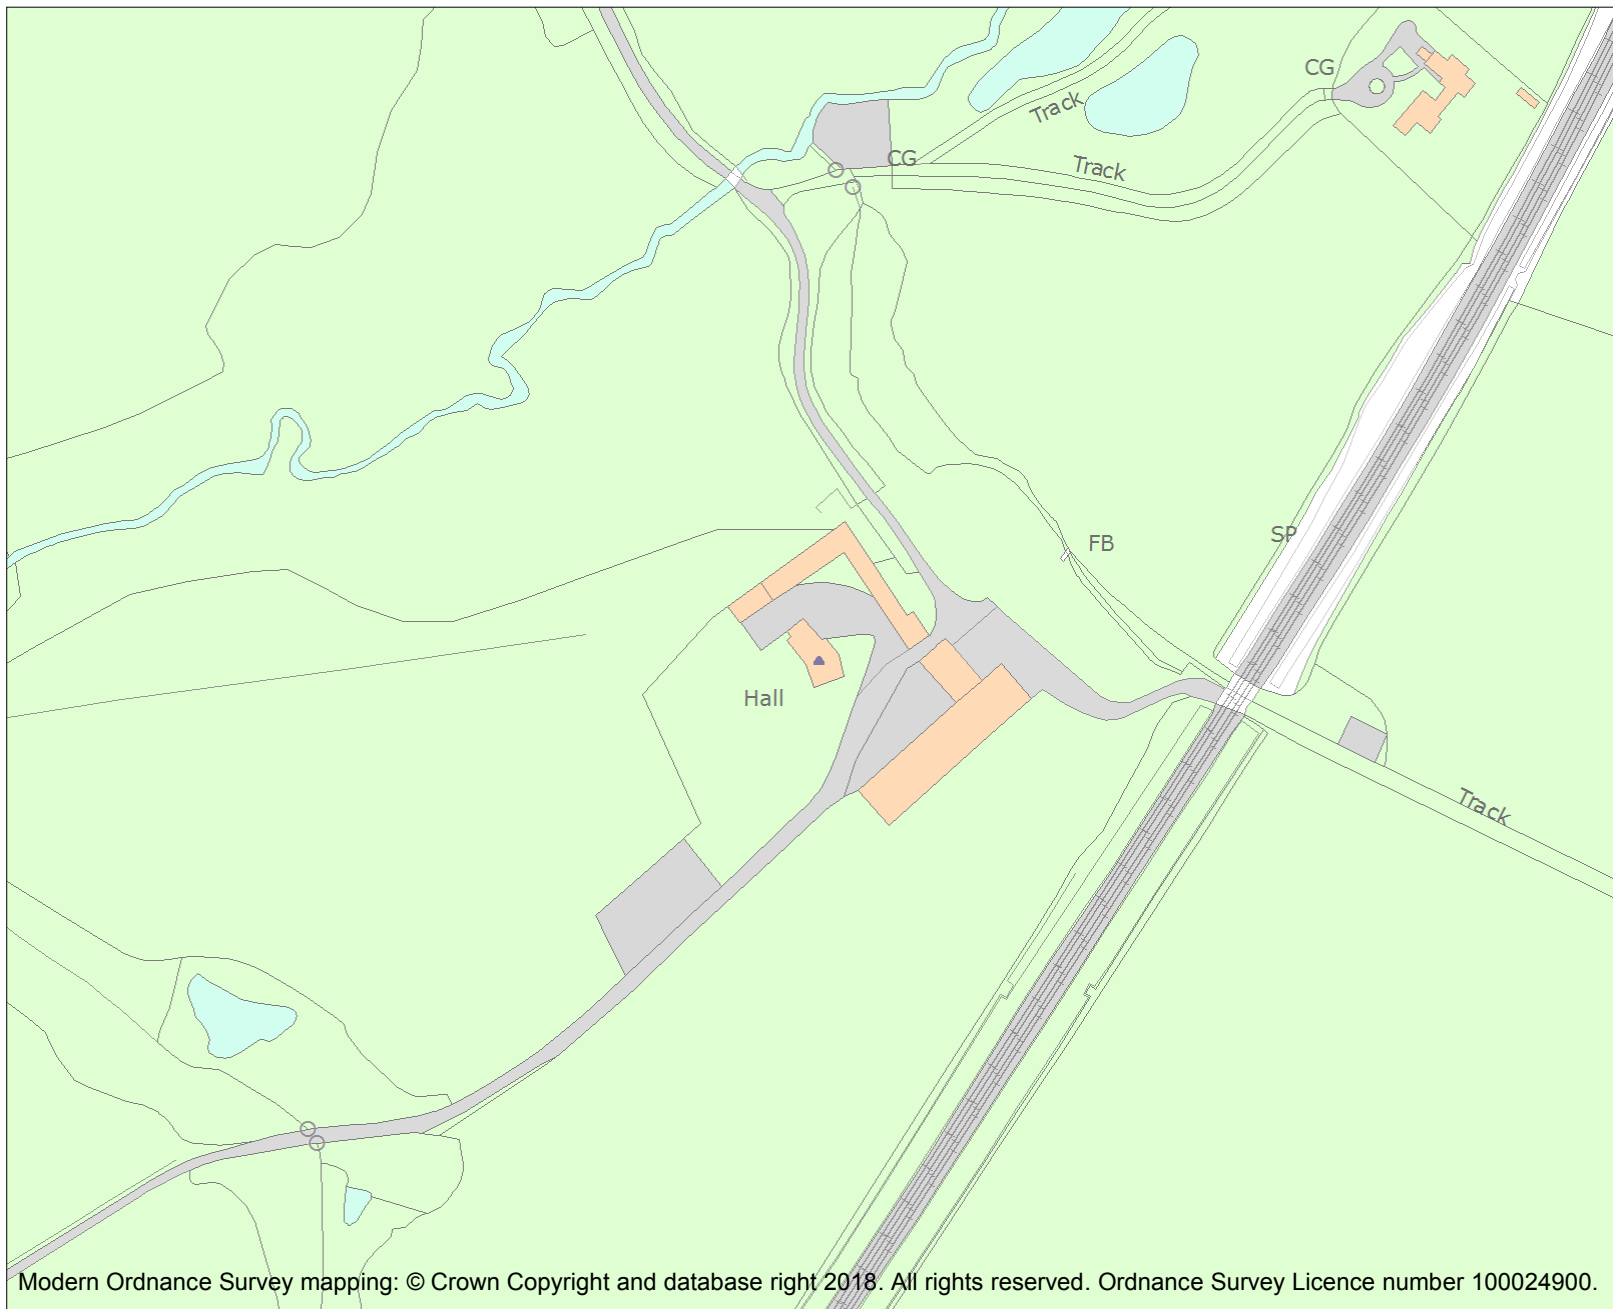 CG
Track
CG
Track
SP
FB
Hall
Track
Modern Ordnance Survey mapping: © Crown Copyright and database right 2018. All rights reserved. Ordnance Survey Licence number 100024900.